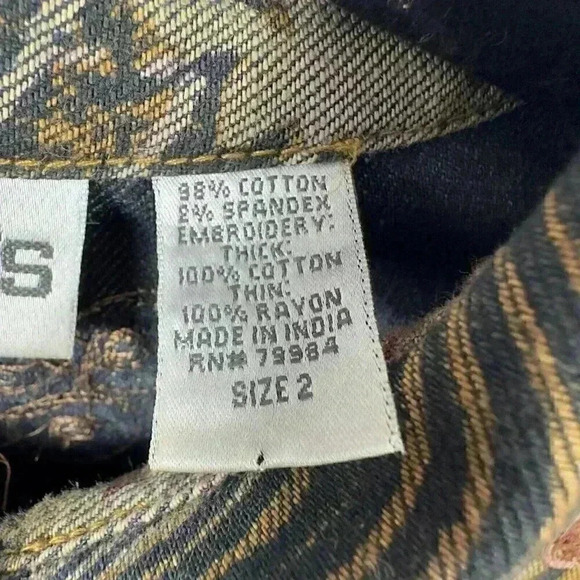 98% COTTON
2% SPANDEX
EMBROIDERY:
THICK:
100% COTTON
THIN:
100% RAYON
MADE IN INDIA
RN# 79984
SIZE 2
'S